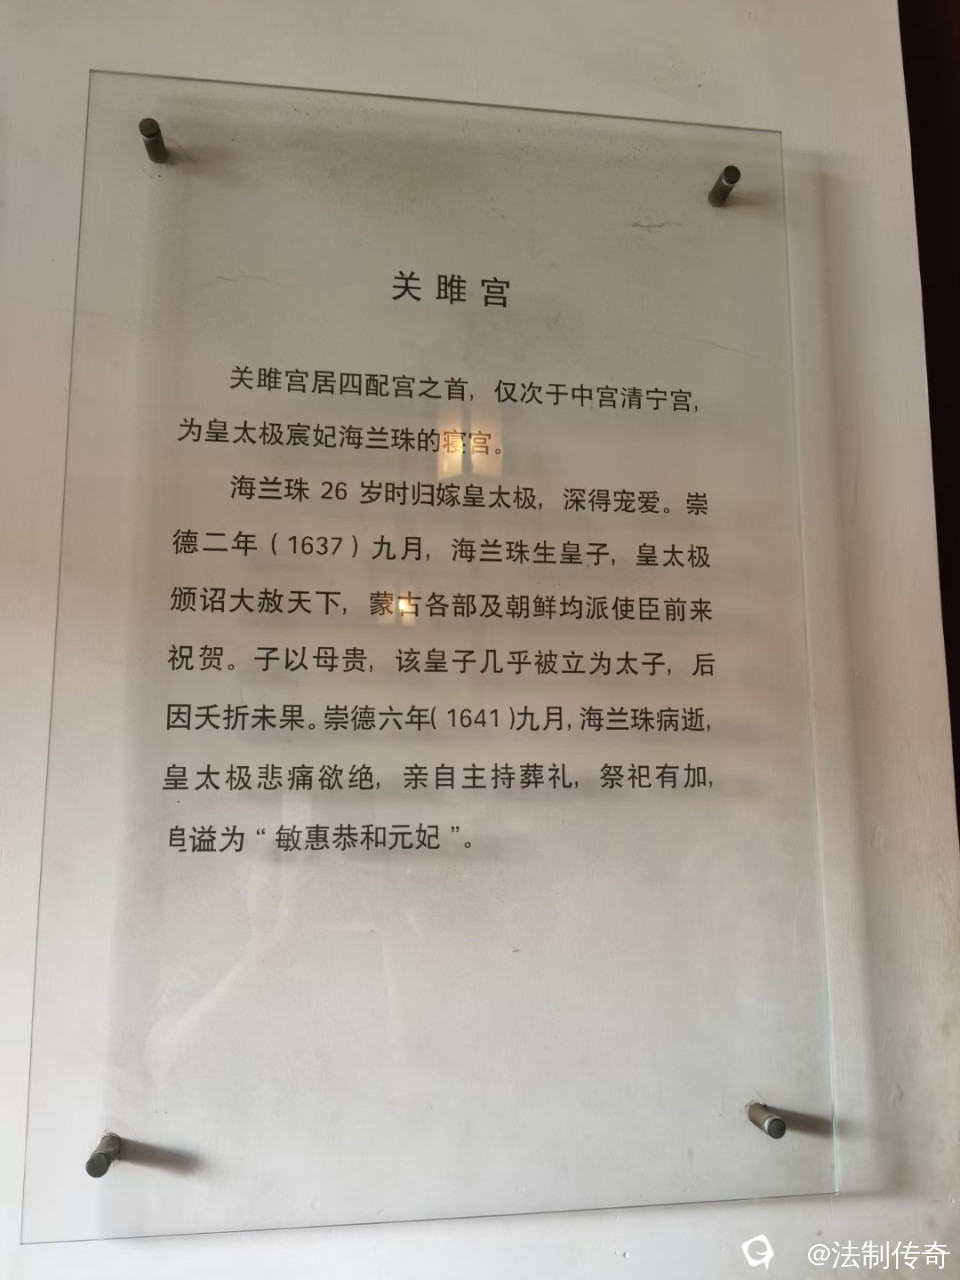 关雎宫
关雎宫居四配宫之首，仅次于中宫清宁宫，
为皇太极宸妃海兰珠的寝宫。
海兰珠 26 岁时归嫁皇太极，深得宠爱。崇
德二年（1637）九月，海兰珠生皇子，皇太极
颁诏大赦天下，蒙古各部及朝鲜均派使臣前来
祝贺。子以母贵，该皇子几乎被立为太子，后
因夭折未果。崇德六年（1641）九月，海兰珠病逝，
皇太极悲痛欲绝，亲自主持葬礼，祭祀有加，
追谥为“敏惠恭和元妃”。
@法制传奇